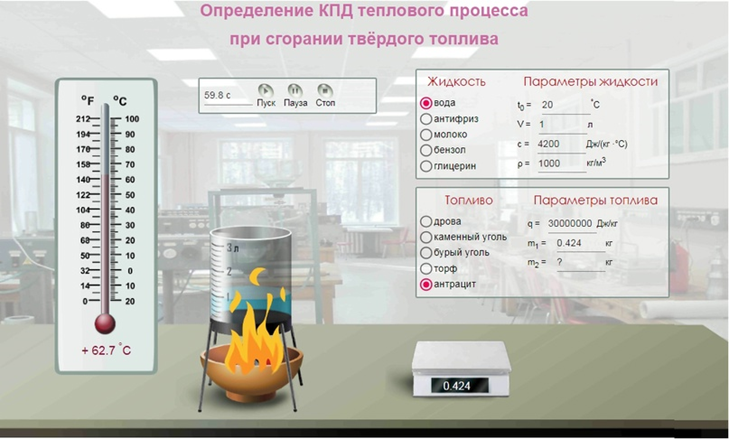 Определение КПД теплового процесса
при сгорании твёрдого топлива
59.8 с
Пуск Пауза Стоп
Жидкость
вода
антифриз
молоко
бензол
глицерин
Параметры жидкости
t₀ = 20 °C
V = 1 л
c = 4200 Дж/(кг·°C)
ρ = 1000 кг/м³
Топливо
дрова
каменный уголь
бурый уголь
торф
антрацит
Параметры топлива
q = 30000000 Дж/кг
m₁ = 0.424 кг
m₂ = ? кг
°F °C
212 100
194 90
176 80
158 70
140 60
122 50
104 40
86 30
68 20
50 10
32 0
14 10
0 20
+ 62.7 °C
3 л
2
1
0.424